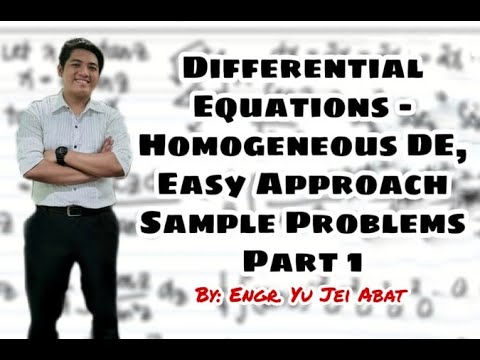 Differential
Equations -
Homogeneous DE,
Easy Approach
Sample Problems
Part 1
By: Engr. Yu Jei Abat